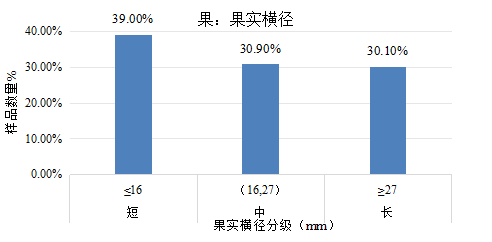 果：果实横径
39.00%
30.90%
30.10%
40.00%
30.00%
20.00%
10.00%
0.00%
样品数量%
≤16
（16,27）
≥27
短
中
长
果实横径分级（mm）